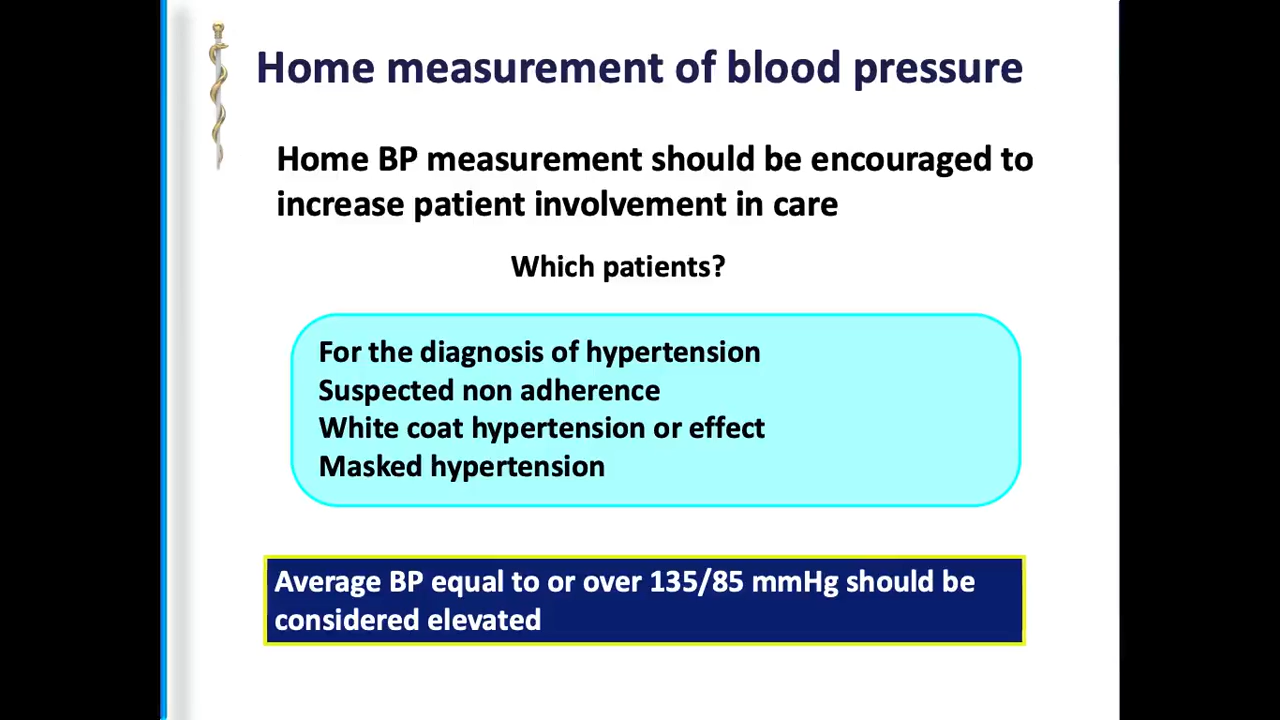 Home measurement of blood pressure
Home BP measurement should be encouraged to
increase patient involvement in care
Which patients?
For the diagnosis of hypertension
Suspected non adherence
White coat hypertension or effect
Masked hypertension
Average BP equal to or over 135/85 mmHg should be
considered elevated